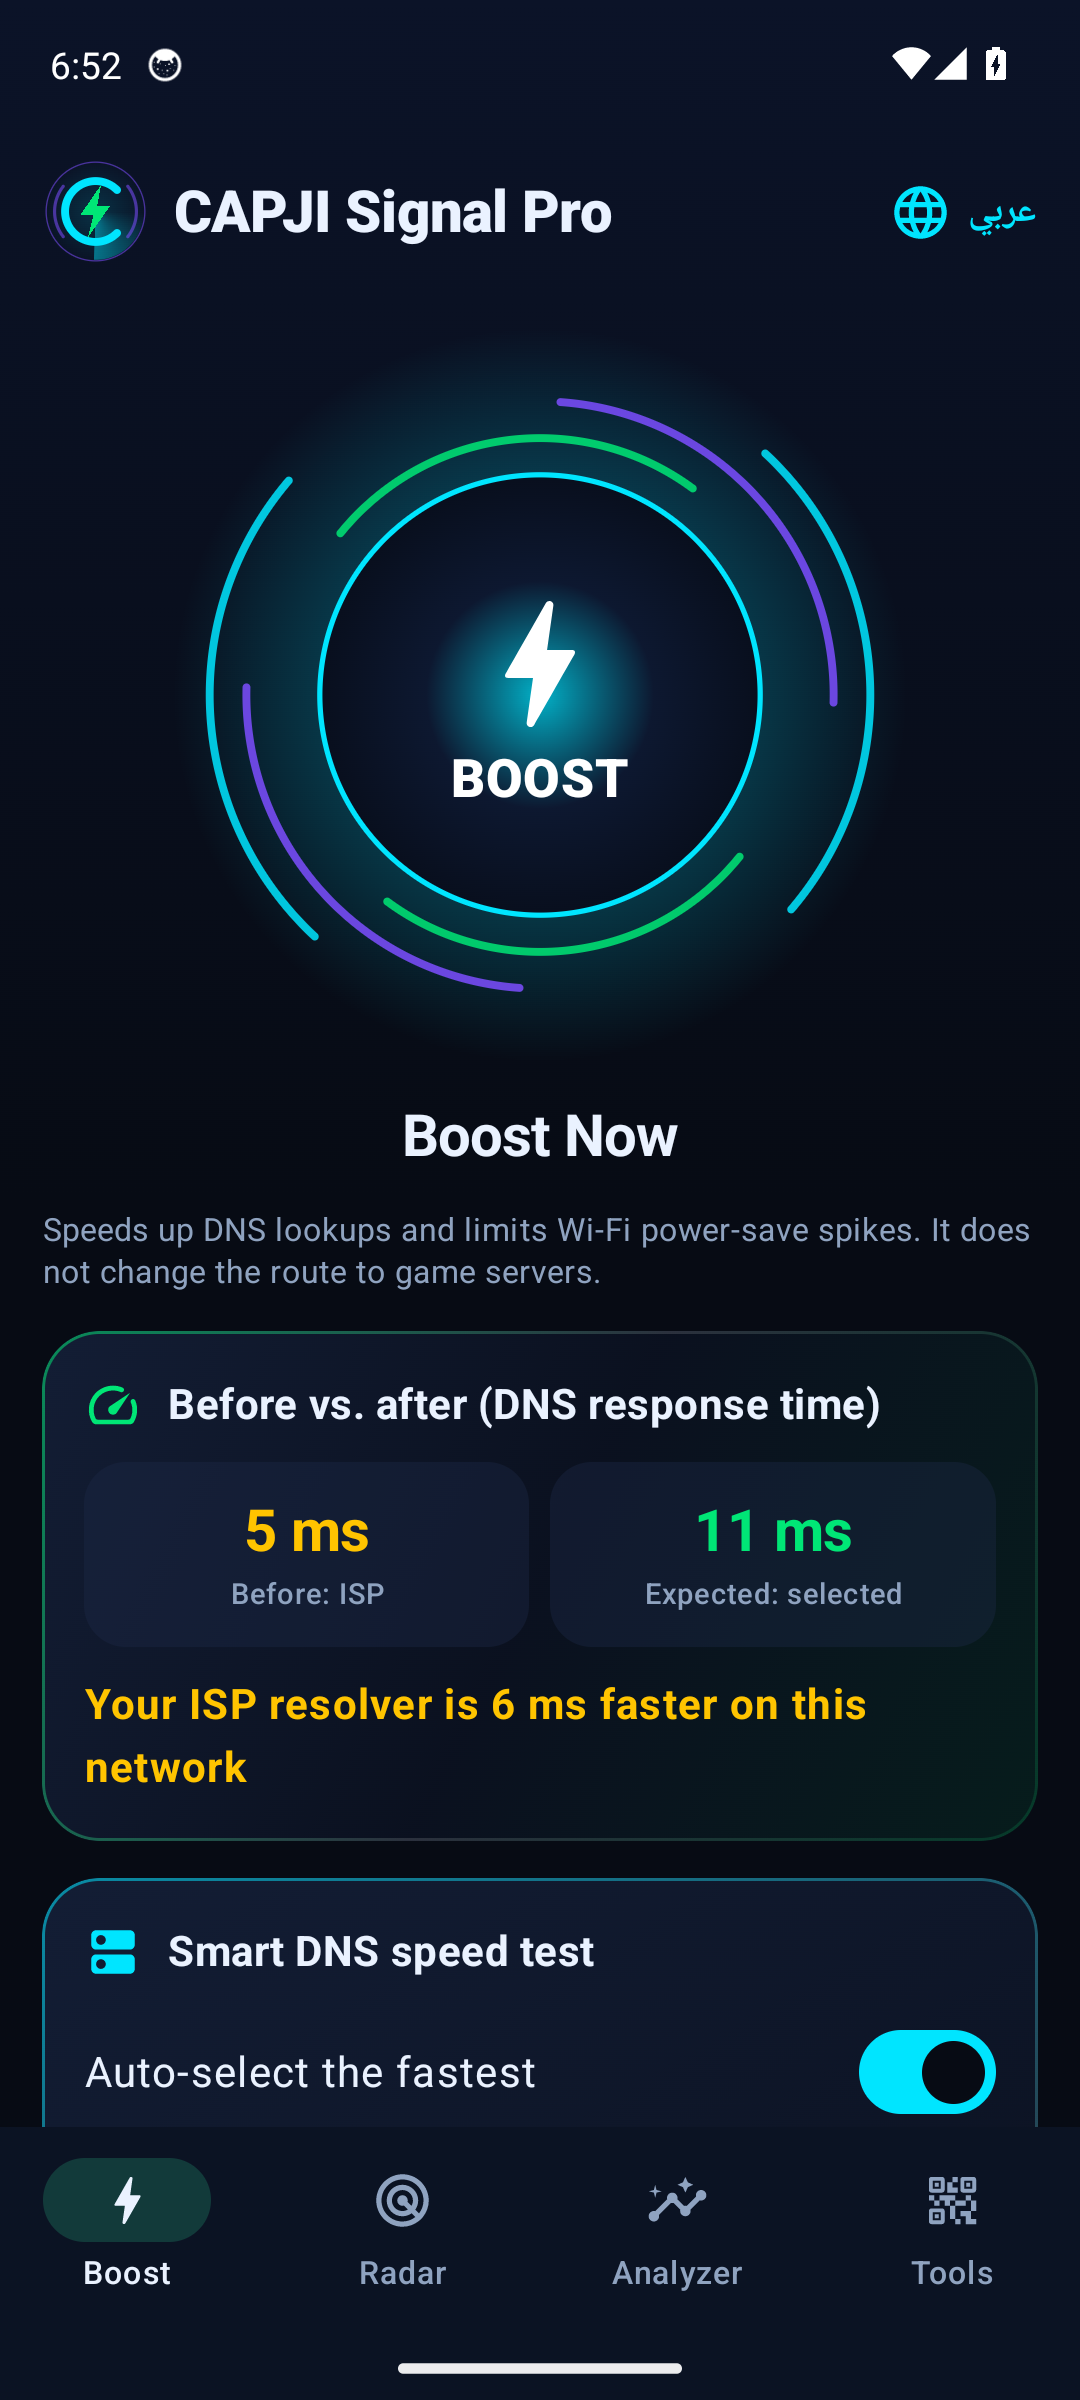 6:52
CAPJI Signal Pro
عربي
BOOST
Boost Now
Speeds up DNS lookups and limits Wi-Fi power-save spikes. It does
not change the route to game servers.
Before vs. after (DNS response time)
5 ms
Before: ISP
11 ms
Expected: selected
Your ISP resolver is 6 ms faster on this
network
Smart DNS speed test
Auto-select the fastest
Boost
Radar
Analyzer
Tools